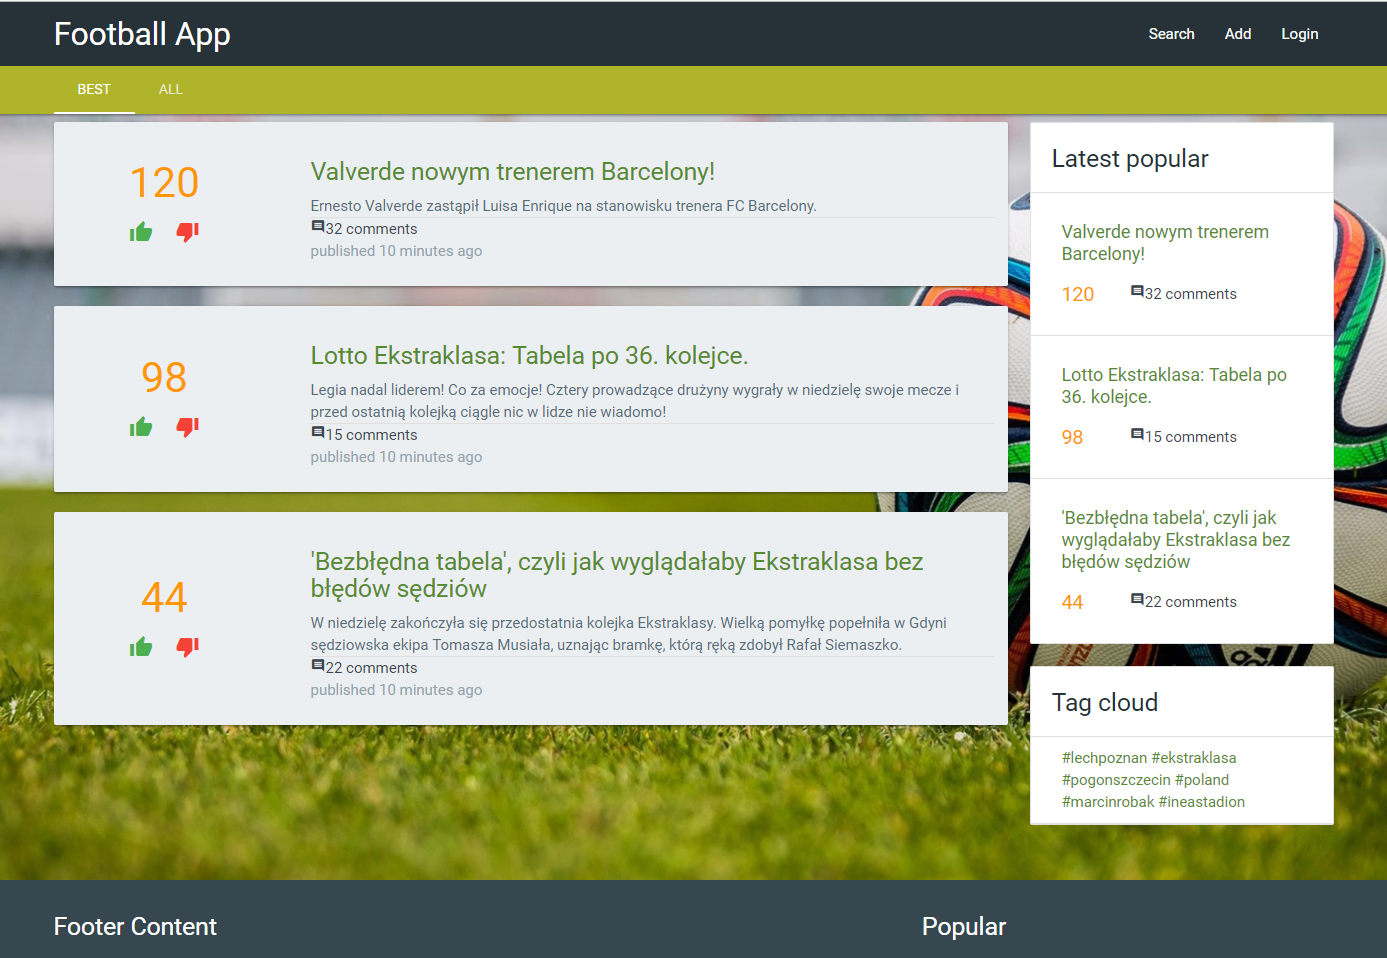 Football App
Search Add Login
BEST ALL
120
Valverde nowym trenerem Barcelony!
Ernesto Valverde zastąpił Luisa Enrique na stanowisku trenera FC Barcelony.
32 comments
published 10 minutes ago
98
Lotto Ekstraklasa: Tabela po 36. kolejce.
Legia nadal liderem! Co za emocje! Cztery prowadzące drużyny wygrały w niedzielę swoje mecze i
przed ostatnią kolejką ciągle nic w lidze nie wiadomo!
15 comments
published 10 minutes ago
44
'Bezbłędna tabela', czyli jak wyglądałaby Ekstraklasa bez
błędów sędziów
W niedzielę zakończyła się przedostatnia kolejka Ekstraklasy. Wielką pomyłkę popełniła w Gdyni
sędziowska ekipa Tomasza Musiała, uznając bramkę, którą ręką zdobył Rafał Siemaszko.
22 comments
published 10 minutes ago
Latest popular
Valverde nowym trenerem
Barcelony!
120 32 comments
Lotto Ekstraklasa: Tabela po
36. kolejce.
98 15 comments
'Bezbłędna tabela', czyli jak
wyglądałaby Ekstraklasa bez
błędów sędziów
44 22 comments
Tag cloud
#lechpoznan #ekstraklasa
#pogonszczecin #poland
#marcinrobak #ineastadion
Footer Content
Popular